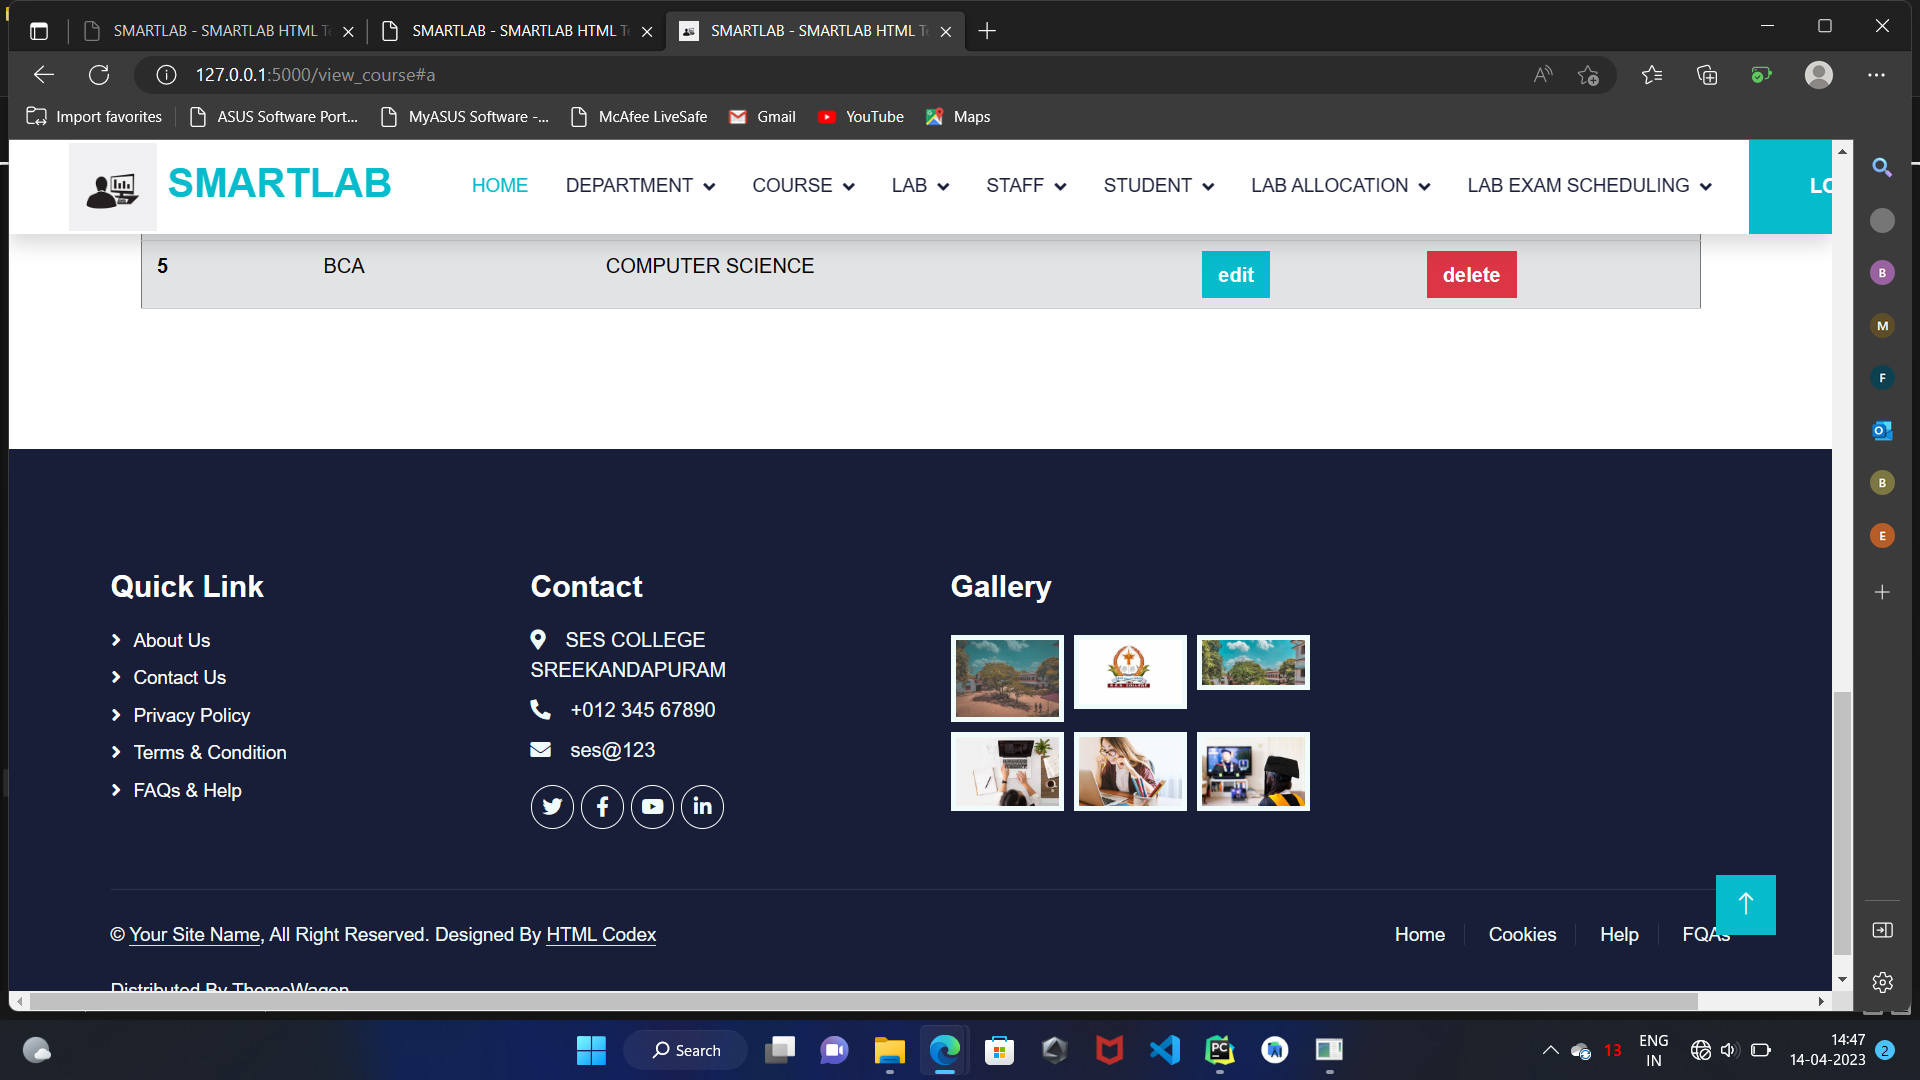 SMARTLAB - SMARTLAB HTML
SMARTLAB - SMARTLAB HTML
SMARTLAB - SMARTLAB HTML
127.0.0.1:5000/view_course#a
Import favorites
ASUS Software Port...
MyASUS Software -...
McAfee LiveSafe
Gmail
YouTube
Maps
SMARTLAB
HOME
DEPARTMENT
COURSE
LAB
STAFF
STUDENT
LAB ALLOCATION
LAB EXAM SCHEDULING
5 BCA COMPUTER SCIENCE edit delete
Quick Link
About Us
Contact Us
Privacy Policy
Terms & Condition
FAQs & Help
Contact
SES COLLEGE
SREEKANDAPURAM
+012 345 67890
ses@123
Gallery
© Your Site Name, All Right Reserved. Designed By HTML Codex
Home
Cookies
Help
FQAs
Distributed By ThemeWagon
B
M
F
B
E
Search
13
ENG
IN
14:47
14-04-2023
2